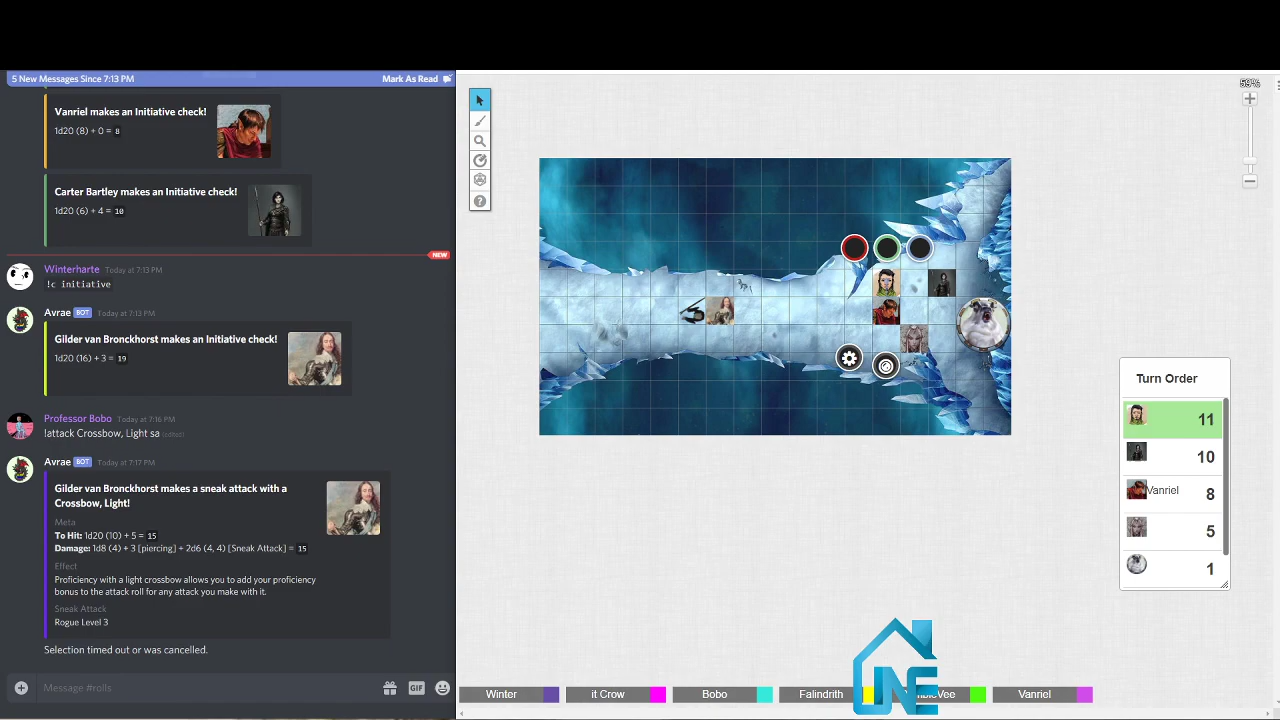 5 New Messages Since 7:13 PM
Mark As Read
Vanriel makes an Initiative check!
1d20 (8) + 0 = 8
Carter Bartley makes an Initiative check!
1d20 (6) + 4 = 10
NEW
Winterharte Today at 7:13 PM
!c initiative
Avrae BOT Today at 7:13 PM
Gilder van Bronckhorst makes an Initiative check!
1d20 (16) + 3 = 19
Professor Bobo Today at 7:16 PM
!attack Crossbow, Light sa (edited)
Avrae BOT Today at 7:17 PM
Gilder van Bronckhorst makes a sneak attack with a
Crossbow, Light!
Meta
To Hit: 1d20 (10) + 5 = 15
Damage: 1d8 (4) + 3 [piercing] + 2d6 (4, 4) [Sneak Attack] = 15
Effect
Proficiency with a light crossbow allows you to add your proficiency
bonus to the attack roll for any attack you make with it.
Sneak Attack
Rogue Level 3
Selection timed out or was cancelled.
Message #rolls
GIF
59%
Turn Order
11
10
Vanriel 8
5
1
Winter
it Crow
Bobo
Falindrith
Vee
Vanriel
UNE